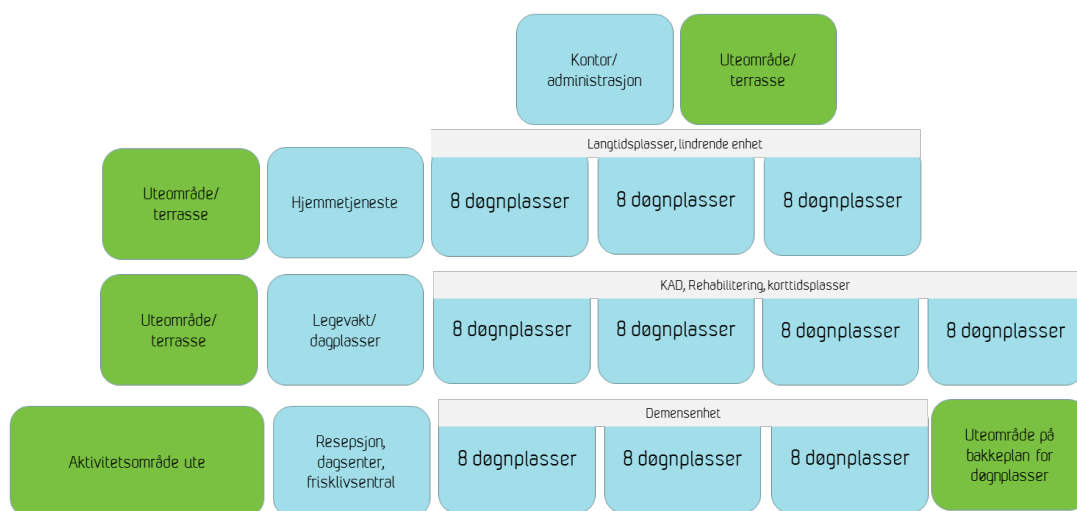 Kontor/
administrasjon
Uteområde/
terrasse
Langtidsplasser, lindrende enhet
Uteområde/
terrasse
Hjemmetjeneste
8 døgnplasser
8 døgnplasser
8 døgnplasser
KAD, Rehabilitering, korttidsplasser
Uteområde/
terrasse
Legevakt/
dagplasser
8 døgnplasser
8 døgnplasser
8 døgnplasser
8 døgnplasser
Demensenhet
Aktivitetsområde ute
Resepsjon,
dagsenter,
frisklivsentral
8 døgnplasser
8 døgnplasser
8 døgnplasser
Uteområde på
bakkeplan for
døgnplasser